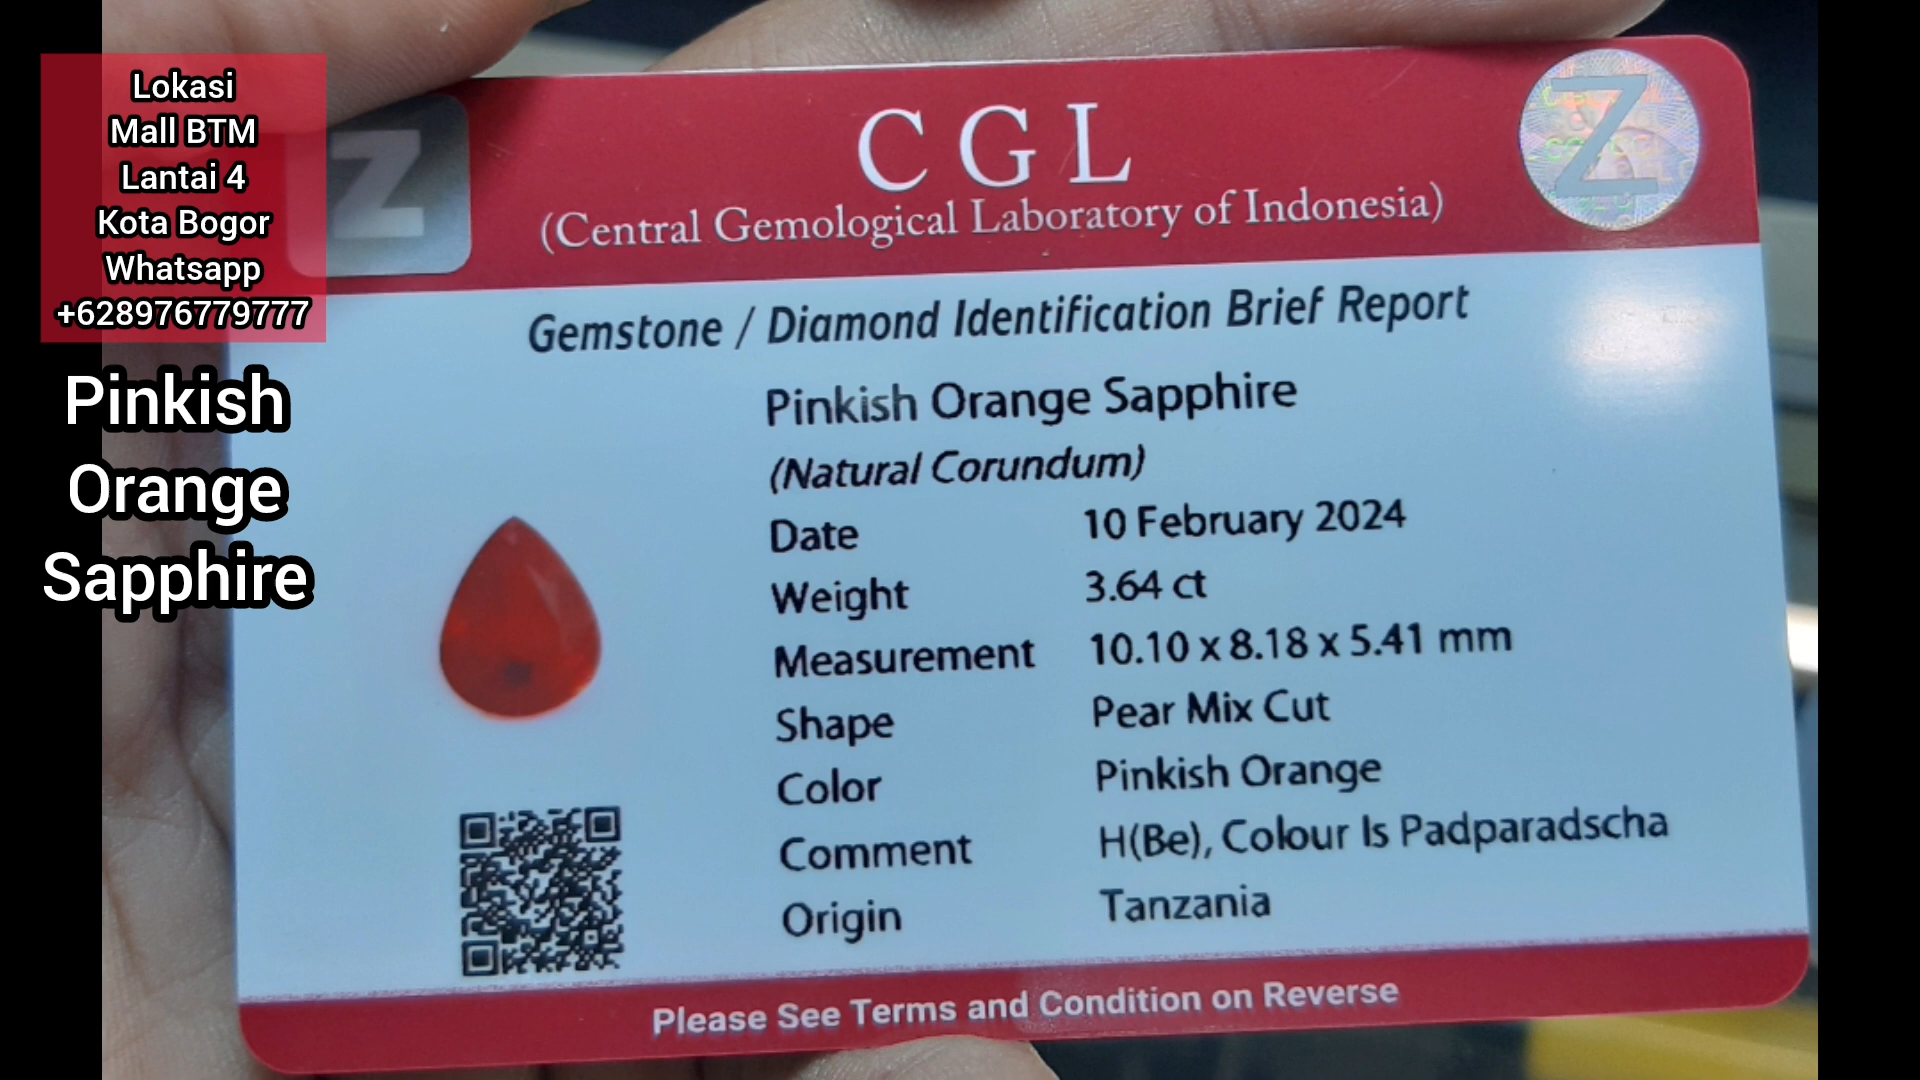 Lokasi
Mall BTM
Lantai 4
Kota Bogor
Whatsapp
+628976779777
Pinkish
Orange
Sapphire
Z
C G L
Z
(Central Gemological Laboratory of Indonesia)
Gemstone / Diamond Identification Brief Report
Pinkish Orange Sapphire
(Natural Corundum)
Date 10 February 2024
Weight 3.64 ct
Measurement 10.10 x 8.18 x 5.41 mm
Shape Pear Mix Cut
Color Pinkish Orange
Comment H(Be), Colour Is Padparadscha
Origin Tanzania
Please See Terms and Condition on Reverse